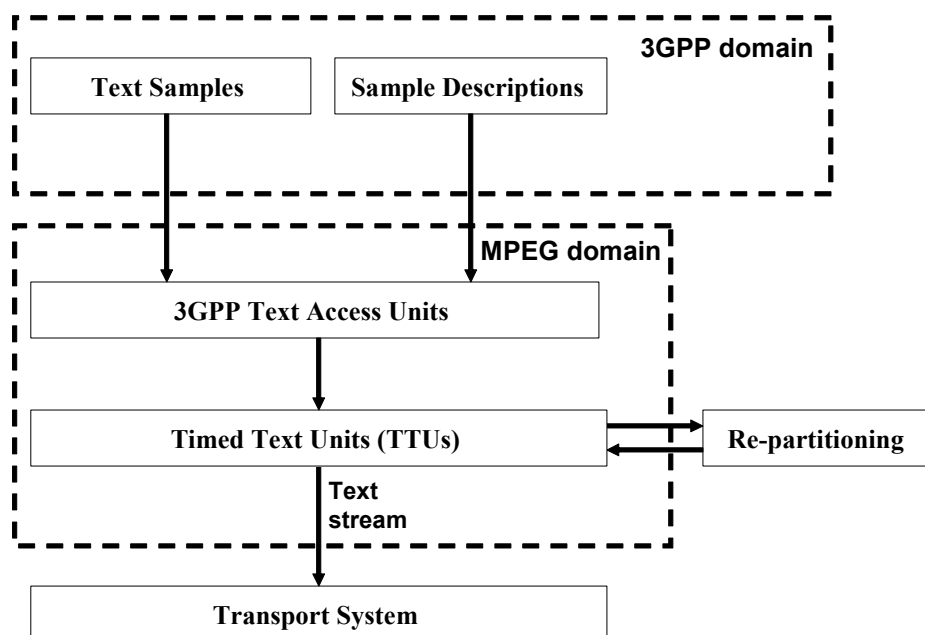 3GPP domain
Text Samples
Sample Descriptions
MPEG domain
3GPP Text Access Units
Timed Text Units (TTUs)
Re-partitioning
Text
stream
Transport System